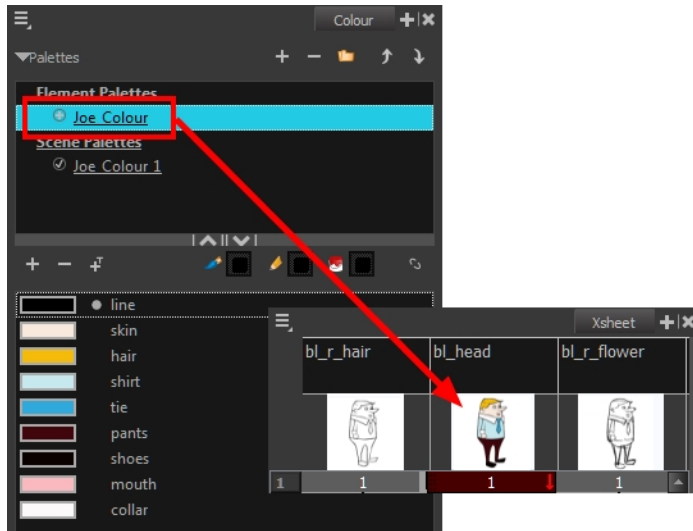 Colour
Palettes
Element Palettes
Joe Colour
Scene Palettes
Joe Colour 1
line
skin
hair
shirt
tie
pants
shoes
mouth
collar
Xsheet
bl_r_hair bl_head bl_r_flower
1 1 1 1